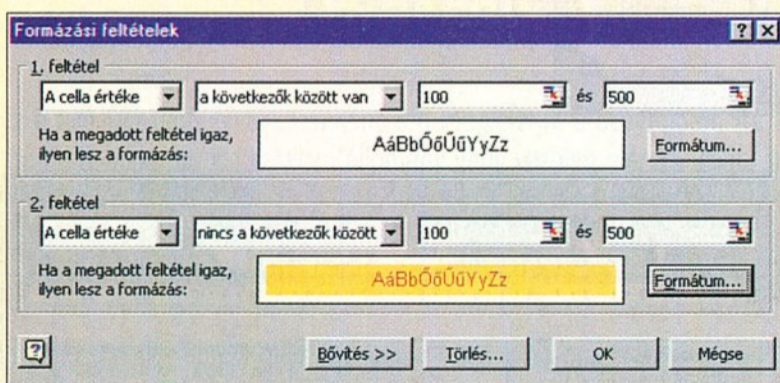 Formázási feltételek
1. feltétel
A cella értéke a következők között van 100 és 500
Ha a megadott feltétel igaz,
ilyen lesz a formázás:
AáBbŐőŰűYyZz
Formátum...
2. feltétel
A cella értéke nincs a következők között 100 és 500
Ha a megadott feltétel igaz,
ilyen lesz a formázás:
AáBbŐőŰűYyZz
Formátum...
Bővítés >> Törlés... OK Mégse